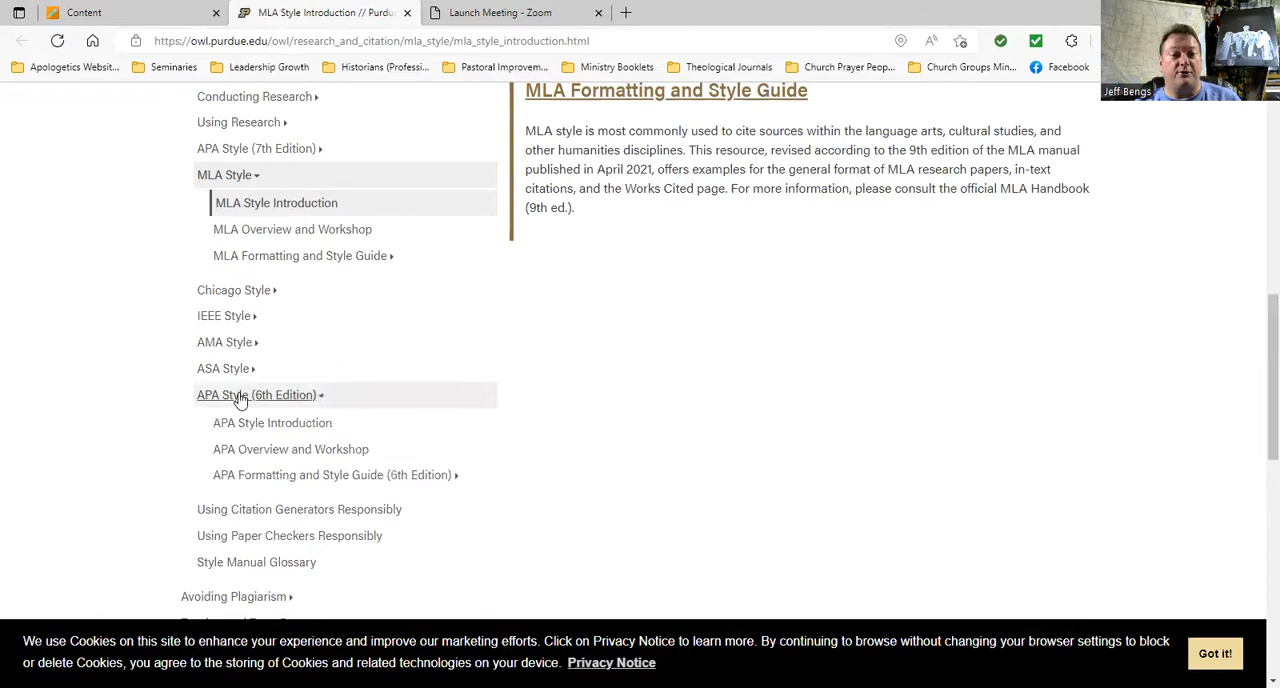 Content
MLA Style Introduction // Purdu
Launch Meeting - Zoom
https://owl.purdue.edu/owl/research_and_citation/mla_style/mla_style_introduction.html
Apologetics Websit...
Seminaries
Leadership Growth
Historians (Professi...
Financial Improvem...
Ministry Booklets
Theological Journals
Church Prayer Peop...
Church Groups Min...
Facebook
Jeff Bengs
Conducting Research
Using Research
APA Style (7th Edition)
MLA Style
MLA Style Introduction
MLA Overview and Workshop
MLA Formatting and Style Guide
Chicago Style
IEEE Style
AMA Style
ASA Style
APA Style (6th Edition)
APA Style Introduction
APA Overview and Workshop
APA Formatting and Style Guide (6th Edition)
Using Citation Generators Responsibly
Using Paper Checkers Responsibly
Style Manual Glossary
Avoiding Plagiarism
MLA Formatting and Style Guide
MLA style is most commonly used to cite sources within the language arts, cultural studies, and
other humanities disciplines. This resource, revised according to the 9th edition of the MLA manual
published in April 2021, offers examples for the general format of MLA research papers, in-text
citations, and the Works Cited page. For more information, please consult the official MLA Handbook
(9th ed.).
We use Cookies on this site to enhance your experience and improve our marketing efforts. Click on Privacy Notice to learn more. By continuing to browse without changing your browser settings to block
or delete Cookies, you agree to the storing of Cookies and related technologies on your device. Privacy Notice
Got it!